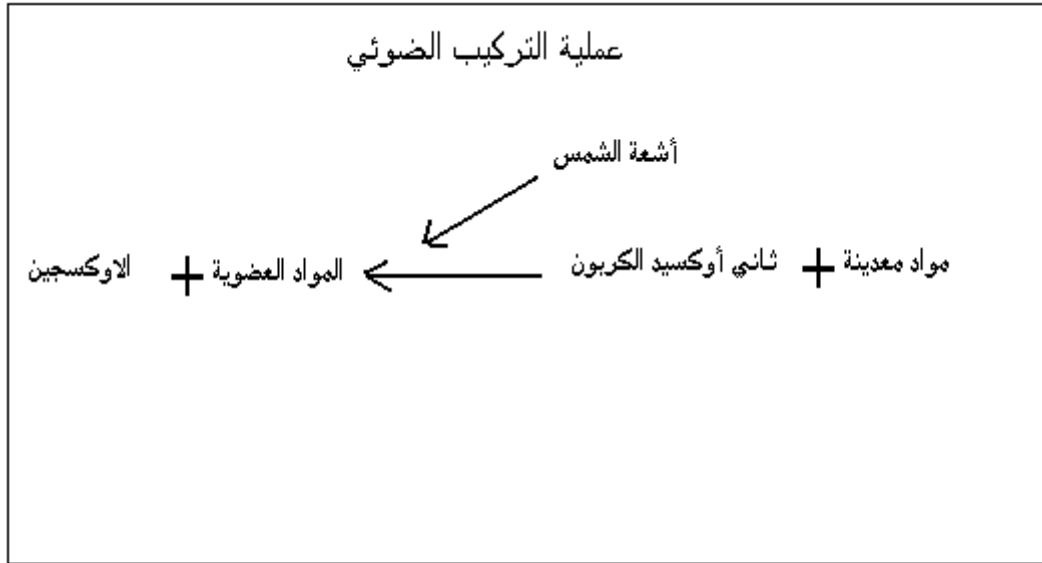 عملية التركيب الضوئي
أشعة الشمس
مواد معدينة + ثاني أوكسيد الكربون ← المواد العضوية + الاوكسجين